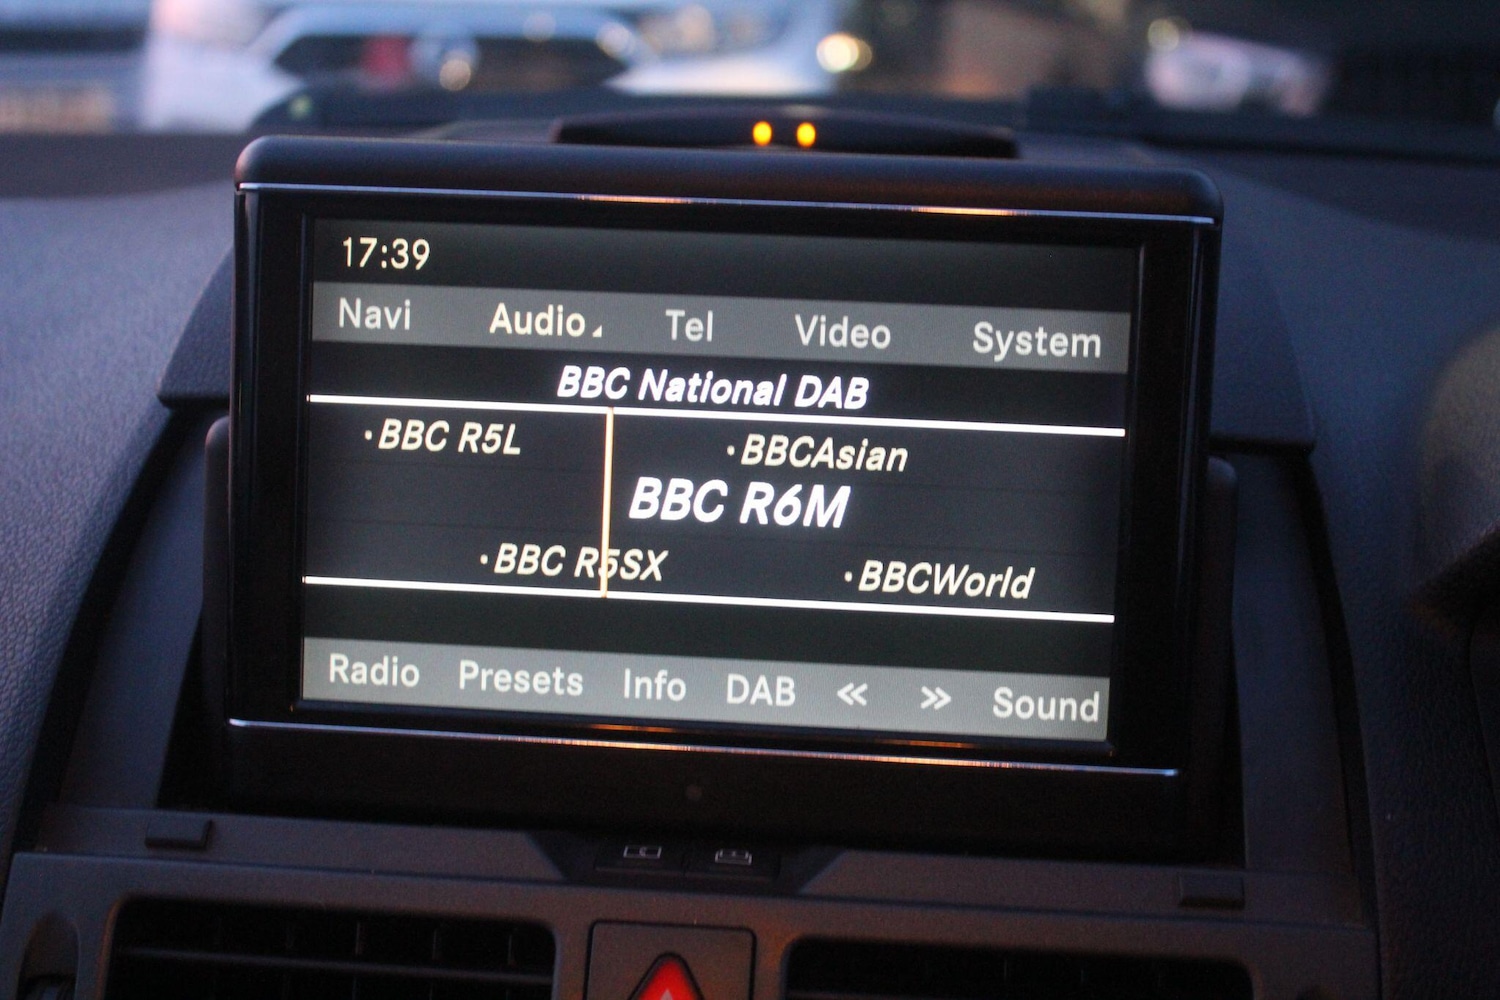 17:39
Navi Audio Tel Video System
BBC National DAB
·BBC R5L ·BBCAsian
BBC R6M
·BBC R5SX ·BBCWorld
Radio Presets Info DAB « » Sound